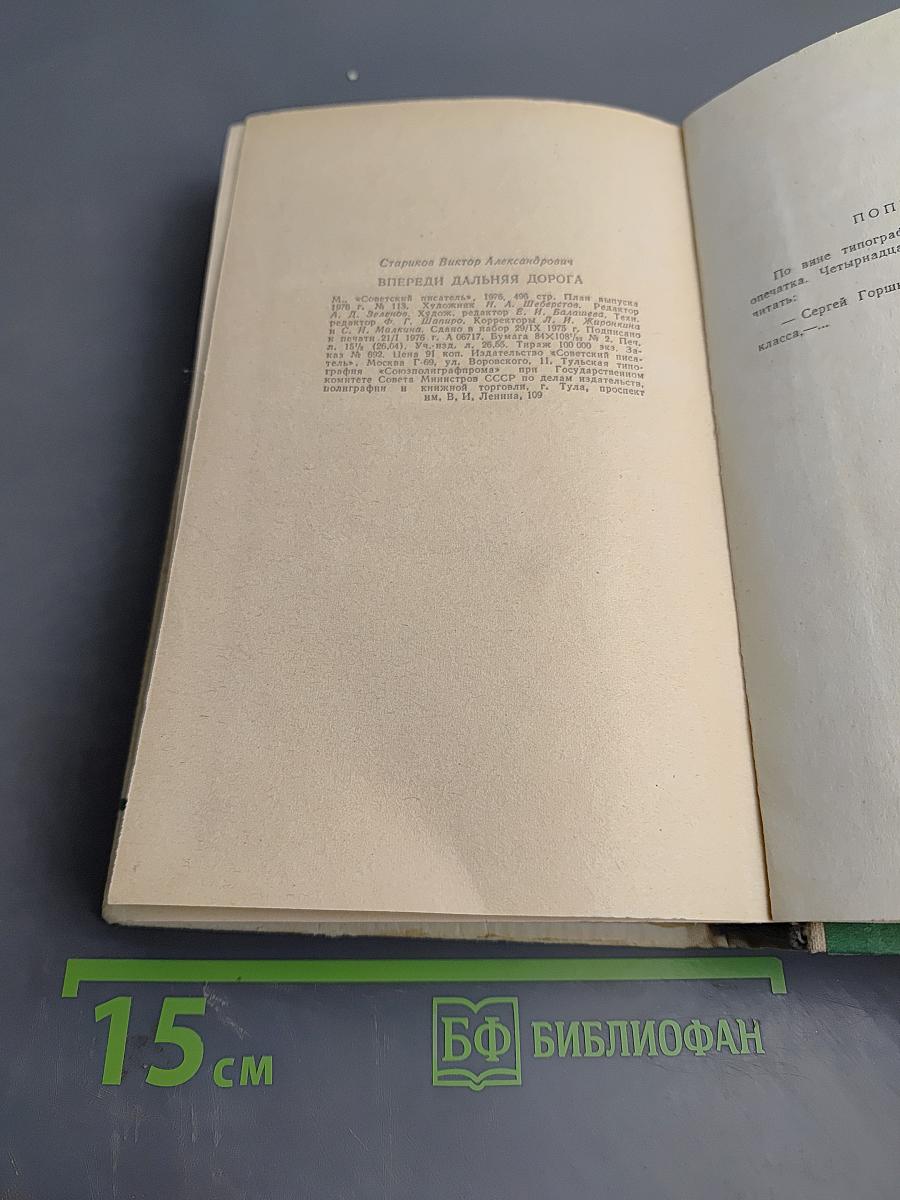 Стариков Виктор Александрович
ВПЕРЕДИ ДАЛЬНЯЯ ДОРОГА
М., «Советский писатель», 1976, 496 стр. План выпуска
1976 г. № 113. Художник И. А. Шеберстов. Редактор
А. Д. Зеленов. Худож. редактор Е. И. Балашева. Техн.
редактор Ф. Г. Шапиро. Корректоры Л. И. Жиронкина
и С. Н. Малкина. Сдано в набор 29/IX 1975 г. Подписано
к печати 21/I 1976 г. А 06717. Бумага 84×108¹/₃₂ № 2. Печ.
л. 15½ (26,04). Уч.-изд. л. 26,55. Тираж 100 000 экз. За-
каз № 692. Цена 91 коп. Издательство «Советский писа-
тель», Москва Г-69, ул. Воровского, 11. Тульская типо-
графия «Союзполиграфпрома» при Государственном
комитете Совета Министров СССР по делам издательств,
полиграфии и книжной торговли, г. Тула, проспект
им. В. И. Ленина, 109
ПОП
По вине типограф
опечатка. Четырнадца
читать:
— Сергей Горш
класса,—...
15 см
БФ БИБЛИОФАН